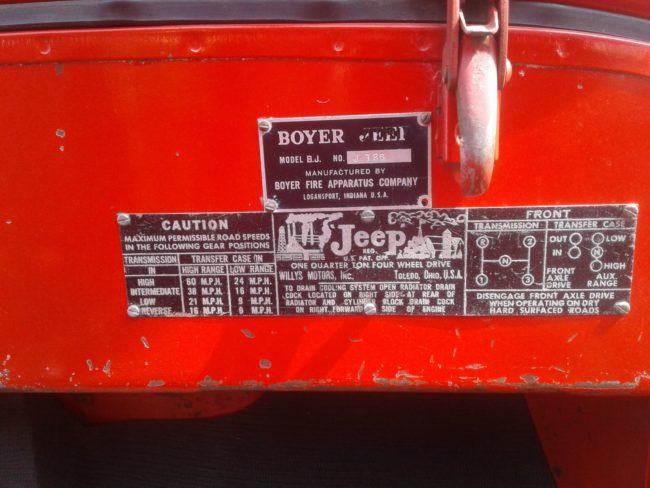 BOYER JEEP
MODEL B.J. NO. J 126
MANUFACTURED BY
BOYER FIRE APPARATUS COMPANY
LOGANSPORT, INDIANA U.S.A.
CAUTION
MAXIMUM PERMISSIBLE ROAD SPEEDS
IN THE FOLLOWING GEAR POSITIONS
TRANSMISSION TRANSFER CASE IN
IN HIGH RANGE LOW RANGE
HIGH 60 M.P.H. 24 M.P.H.
INTERMEDIATE 38 M.P.H. 16 M.P.H.
LOW 21 M.P.H. 9 M.P.H.
REVERSE 16 M.P.H. 6 M.P.H.
Jeep
REG.
U.S. PAT. OFF.
ONE QUARTER TON FOUR WHEEL DRIVE
WILLYS MOTORS, INC. TOLEDO, OHIO, U.S.A.
TO DRAIN COOLING SYSTEM OPEN RADIATOR DRAIN
COCK LOCATED ON RIGHT SIDE AT REAR OF
RADIATOR AND CYLINDER BLOCK DRAIN COCK
ON RIGHT FORWARD SIDE OF ENGINE
FRONT
TRANSMISSION TRANSFER CASE
R 2 OUT LOW
N IN N
1 3 HIGH
FRONT AUX.
AXLE RANGE
DRIVE
DISENGAGE FRONT AXLE DRIVE
WHEN OPERATING ON DRY
HARD SURFACED ROADS